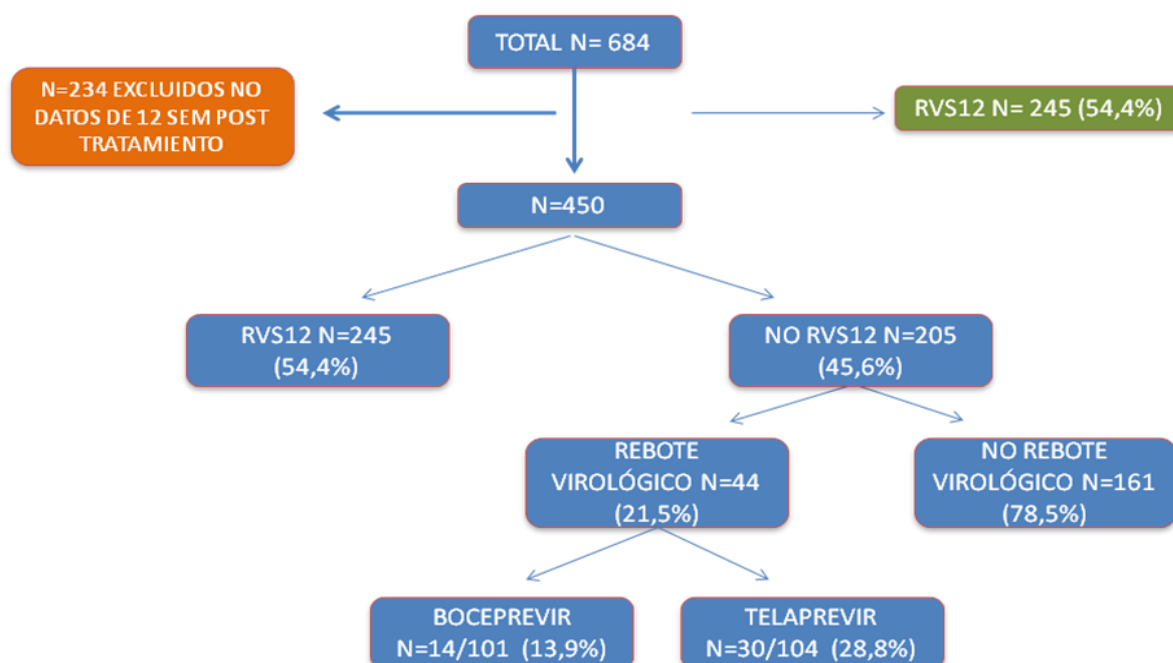 TOTAL N= 684
N=234 EXCLUIDOS NO
DATOS DE 12 SEM POST
TRATAMIENTO
RVS12 N= 245 (54,4%)
N=450
RVS12 N=245
(54,4%)
NO RVS12 N=205
(45,6%)
REBOTE
VIROLÓGICO N=44
(21,5%)
NO REBOTE
VIROLÓGICO N=161
(78,5%)
BOCEPREVIR
N=14/101 (13,9%)
TELAPREVIR
N=30/104 (28,8%)